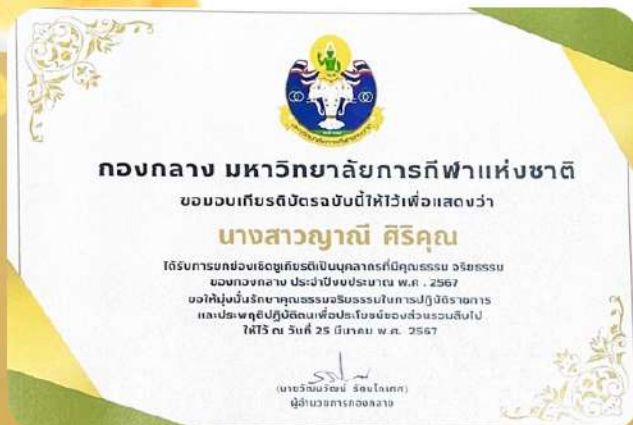 กองกลาง มหาวิทยาลัยการกีฬาแห่งชาติ
ขอมอบเกียรติบัตรฉบับนี้ให้ไว้เพื่อแสดงว่า
นางสาวญาณี ศิริคุณ
ได้รับการยกย่องเชิดชูเกียรติเป็นบุคลากรที่มีคุณธรรม จริยธรรม
ของกองกลาง ประจำปีงบประมาณ พ.ศ . 2567
ขอให้มุ่งมั่นรักษาคุณธรรมจริยธรรมในการปฏิบัติราชการ
และประพฤติปฏิบัติตนเพื่อประโยชน์ของส่วนรวมสืบไป
ให้ไว้ ณ วันที่ 25 มีนาคม พ.ศ. 2567
ผู้อำนวยการกองกลาง